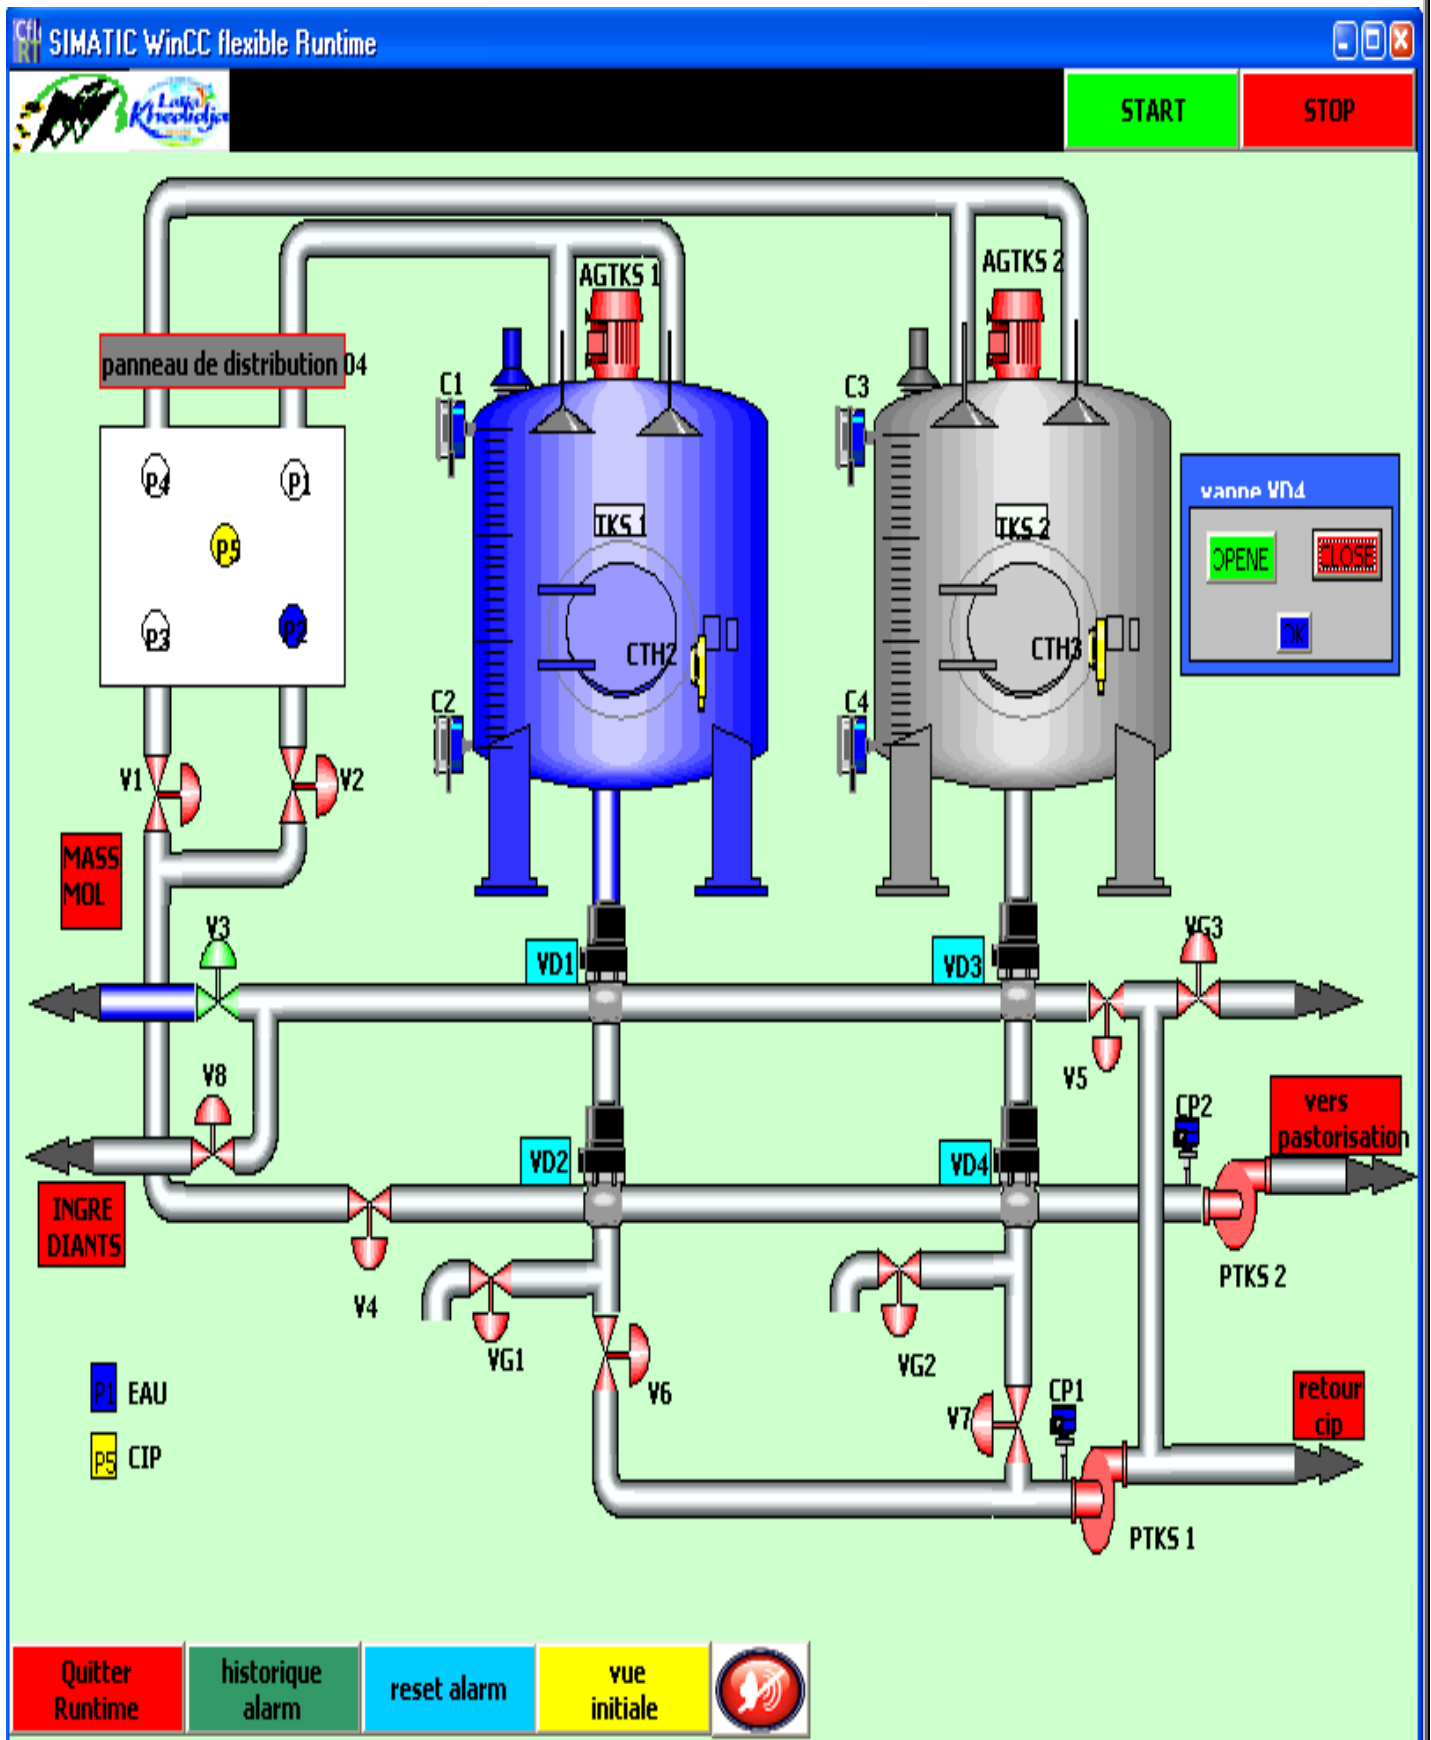 SIMATIC WinCC flexible Runtime
Latja
Kheolidja
START
STOP
AGTKS 1
AGTKS 2
panneau de distribution 04
C1
C3
P4
P1
P5
P3
P2
TKS 1
TKS 2
vanne VD4
OPENE
CLOSE
OK
CTH2
CTH3
C2
C4
V1
V2
MASS
MOL
V3
VD1
VD3
VG3
V8
V5
CP2
vers
pastorisation
VD2
VD4
INGRE
DIANTS
V4
PTKS 2
VG1
VG2
V6
P1 EAU
V7
CP1
retour
cip
P5 CIP
PTKS 1
Quitter
Runtime
historique
alarm
reset alarm
vue
initiale